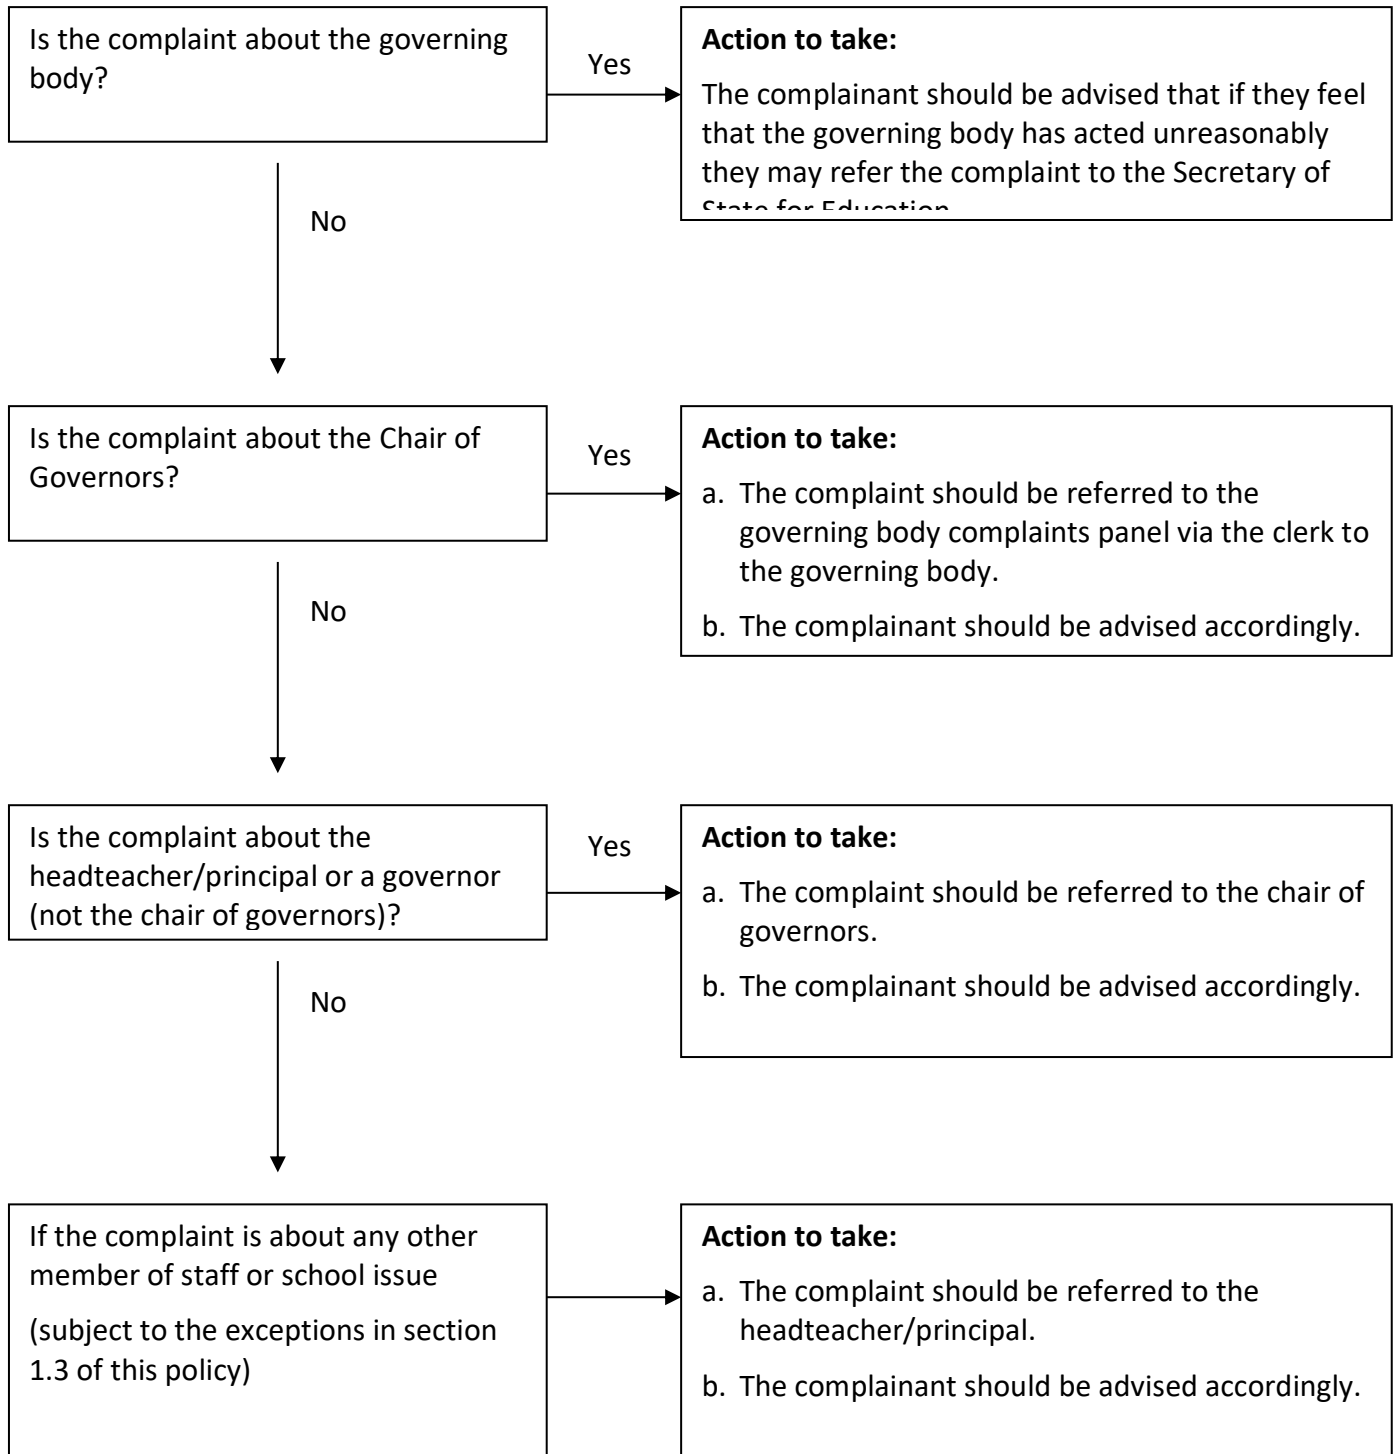 Is the complaint about the governing
body?
Yes
Action to take:
The complainant should be advised that if they feel
that the governing body has acted unreasonably
they may refer the complaint to the Secretary of
State for Education
No
Is the complaint about the Chair of
Governors?
Yes
Action to take:
a. The complaint should be referred to the
governing body complaints panel via the clerk to
the governing body.
b. The complainant should be advised accordingly.
No
Is the complaint about the
headteacher/principal or a governor
(not the chair of governors)?
Yes
Action to take:
a. The complaint should be referred to the chair of
governors.
b. The complainant should be advised accordingly.
No
If the complaint is about any other
member of staff or school issue
(subject to the exceptions in section
1.3 of this policy)
Action to take:
a. The complaint should be referred to the
headteacher/principal.
b. The complainant should be advised accordingly.